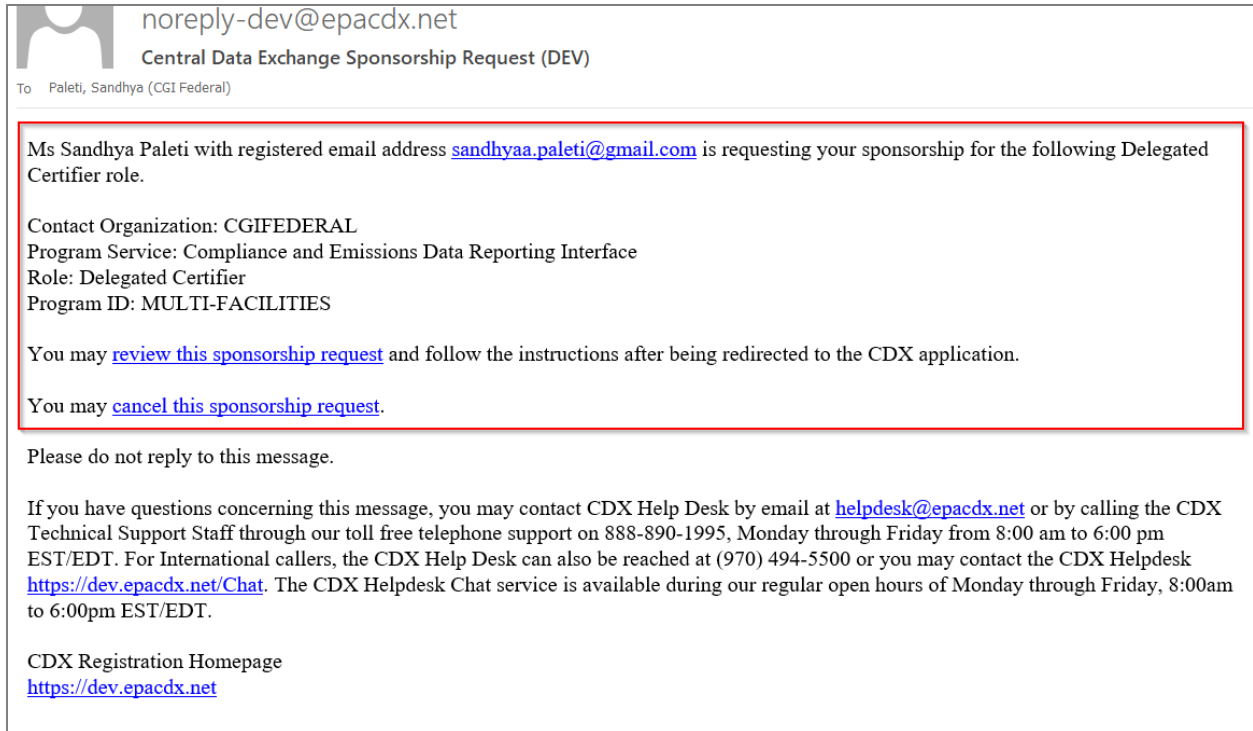 noreply-dev@epacdx.net
Central Data Exchange Sponsorship Request (DEV)
To Paleti, Sandhya (CGI Federal)
Ms Sandhya Paleti with registered email address sandhyaa.paleti@gmail.com is requesting your sponsorship for the following Delegated
Certifier role.
Contact Organization: CGIFEDERAL
Program Service: Compliance and Emissions Data Reporting Interface
Role: Delegated Certifier
Program ID: MULTI-FACILITIES
You may review this sponsorship request and follow the instructions after being redirected to the CDX application.
You may cancel this sponsorship request.
Please do not reply to this message.
If you have questions concerning this message, you may contact CDX Help Desk by email at helpdesk@epacdx.net or by calling the CDX
Technical Support Staff through our toll free telephone support on 888-890-1995, Monday through Friday from 8:00 am to 6:00 pm
EST/EDT. For International callers, the CDX Help Desk can also be reached at (970) 494-5500 or you may contact the CDX Helpdesk
https://dev.epacdx.net/Chat. The CDX Helpdesk Chat service is available during our regular open hours of Monday through Friday, 8:00am
to 6:00pm EST/EDT.
CDX Registration Homepage
https://dev.epacdx.net